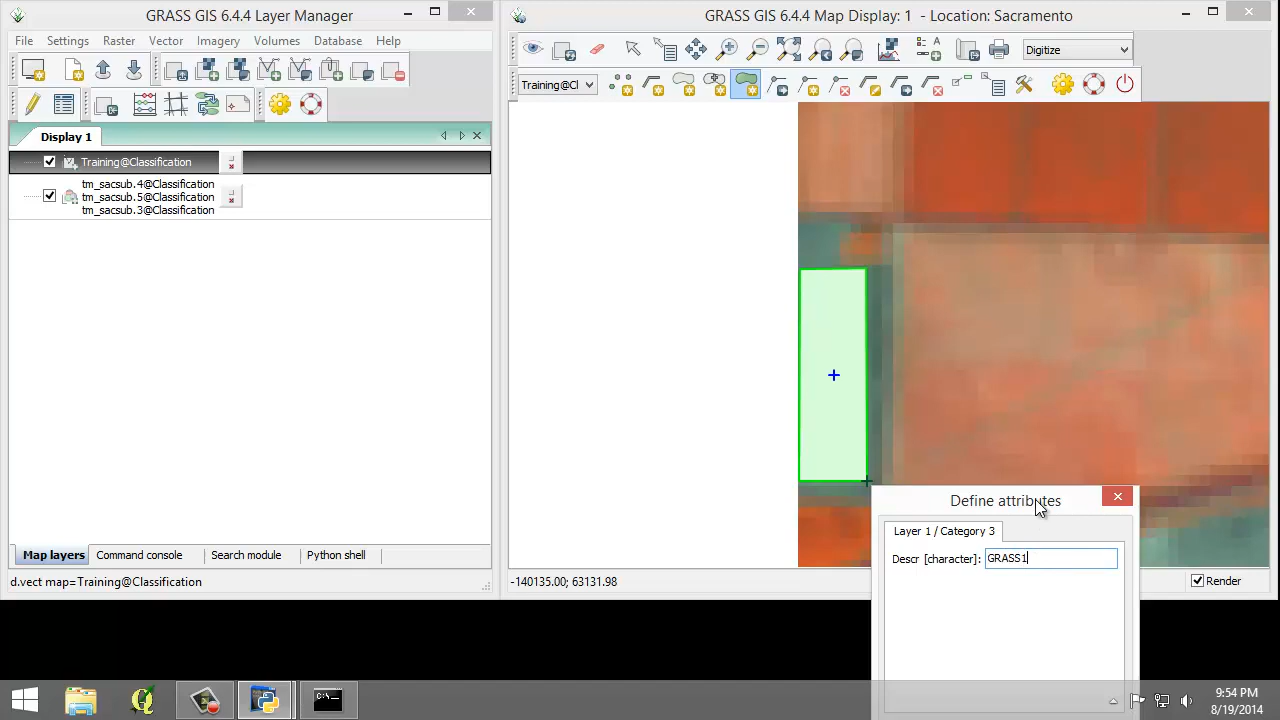 GRASS GIS 6.4.4 Layer Manager
File Settings Raster Vector Imagery Volumes Database Help
Display 1
Training@Classification
tm_sacsub.4@Classification
tm_sacsub.5@Classification
tm_sacsub.3@Classification
Map layers Command console Search module Python shell
d.vect map=Training@Classification
GRASS GIS 6.4.4 Map Display: 1 - Location: Sacramento
Digitize
Training@Cl
Define attributes
Layer 1 / Category 3
Descr [character]: GRASS1
-140135.00; 63131.98
Render
9:54 PM
8/19/2014